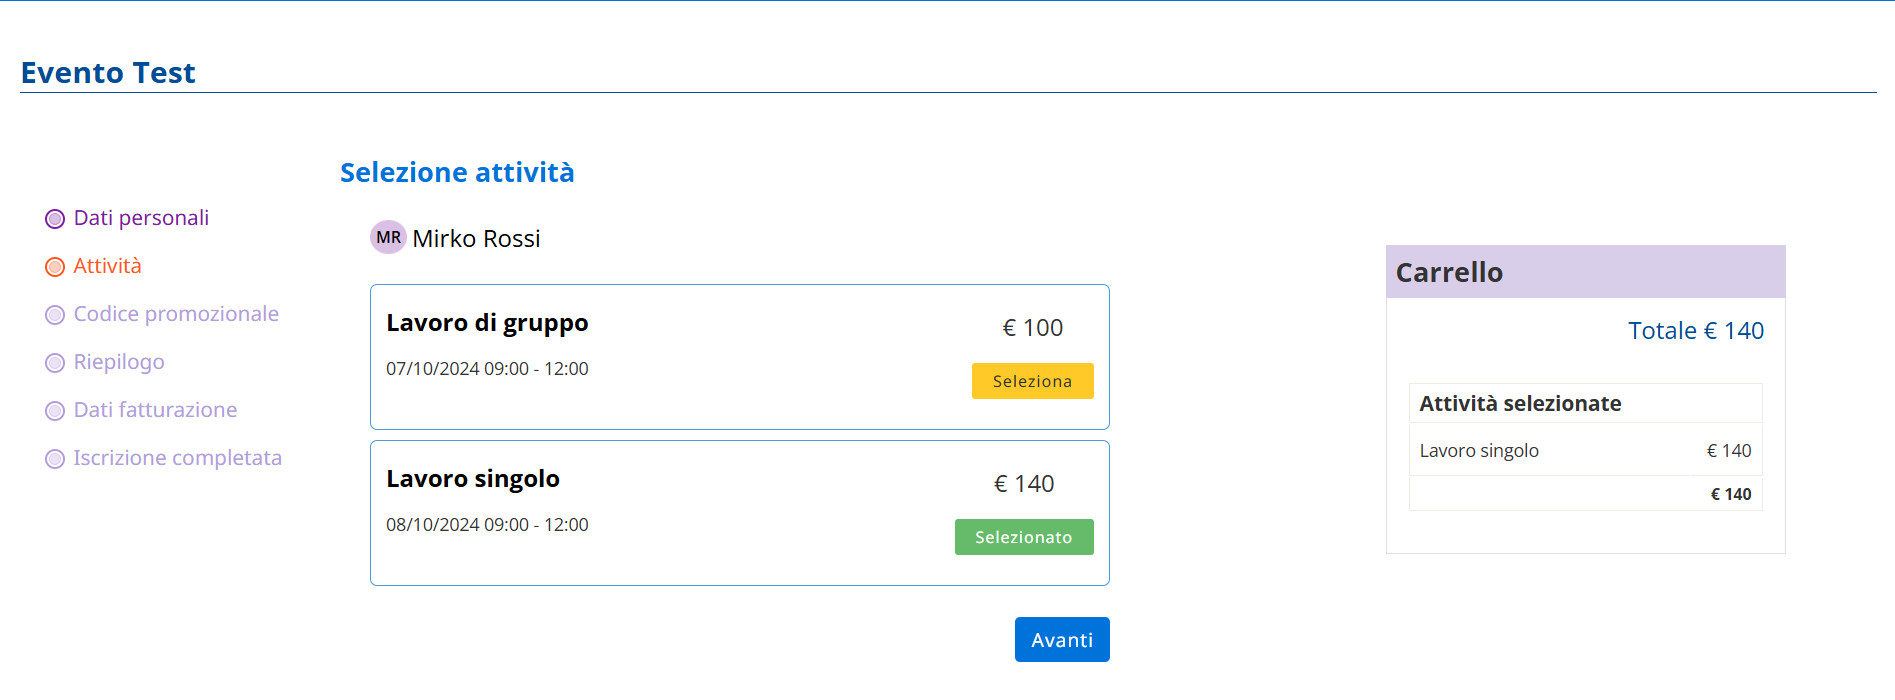 Evento Test
Selezione attività
Dati personali
Attività
Codice promozionale
Riepilogo
Dati fatturazione
Iscrizione completata
MR Mirko Rossi
Lavoro di gruppo
€ 100
07/10/2024 09:00 - 12:00
Seleziona
Lavoro singolo
€ 140
08/10/2024 09:00 - 12:00
Selezionato
Avanti
Carrello
Totale € 140
Attività selezionate
Lavoro singolo € 140
€ 140